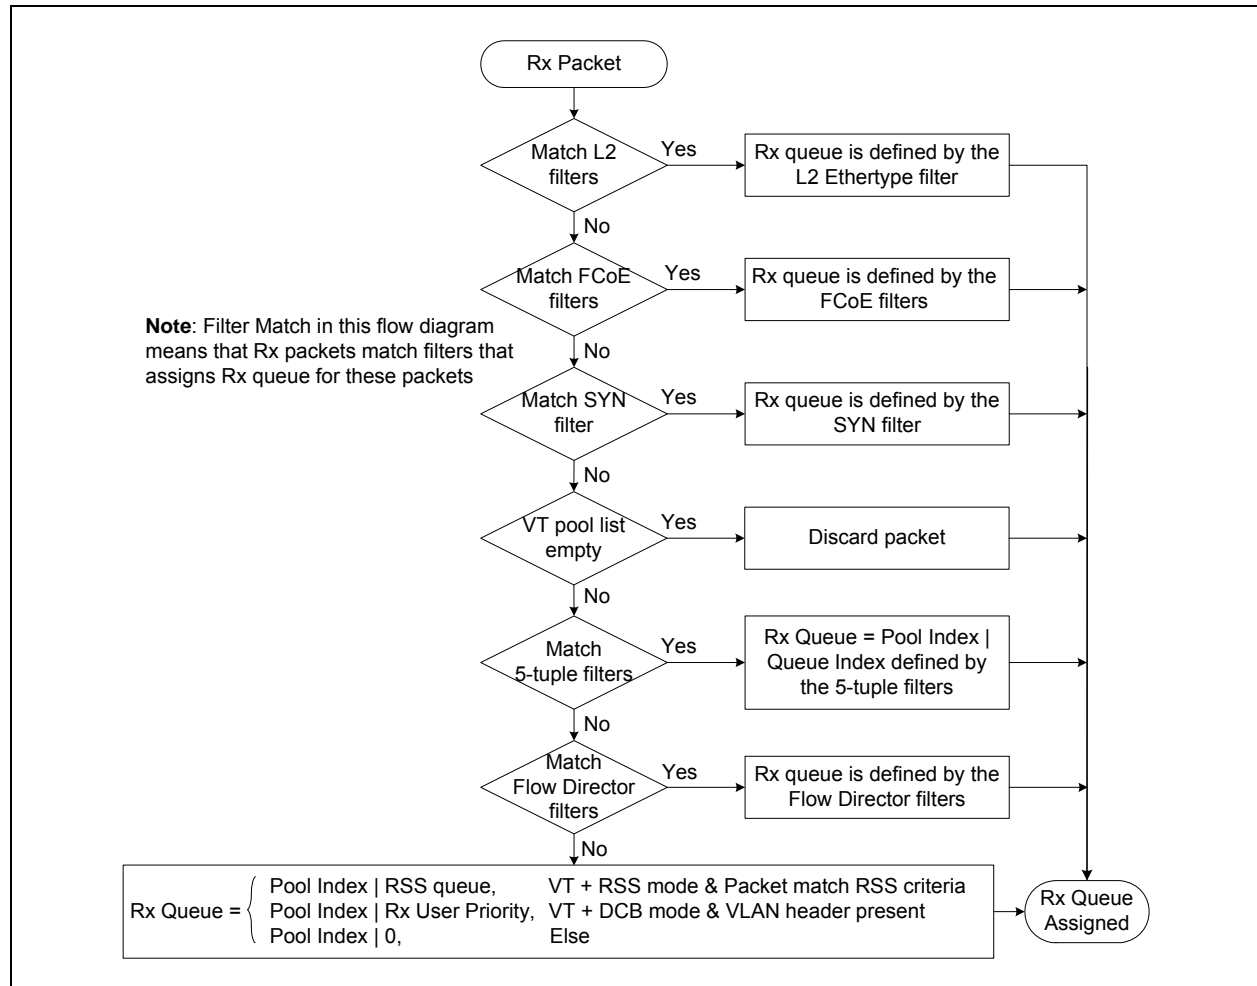 Rx Packet
Match L2
filters
Yes
Rx queue is defined by the
L2 Ethertype filter
No
Match FCoE
filters
Yes
Rx queue is defined by the
FCoE filters
Note: Filter Match in this flow diagram
means that Rx packets match filters that
assigns Rx queue for these packets
No
Match SYN
filter
Yes
Rx queue is defined by the
SYN filter
No
VT pool list
empty
Yes
Discard packet
No
Match
5-tuple filters
Yes
Rx Queue = Pool Index |
Queue Index defined by
the 5-tuple filters
No
Match
Flow Director
filters
Yes
Rx queue is defined by the
Flow Director filters
No
Rx Queue =
Pool Index | RSS queue, VT + RSS mode & Packet match RSS criteria
Pool Index | Rx User Priority, VT + DCB mode & VLAN header present
Pool Index | 0, Else
Rx Queue
Assigned